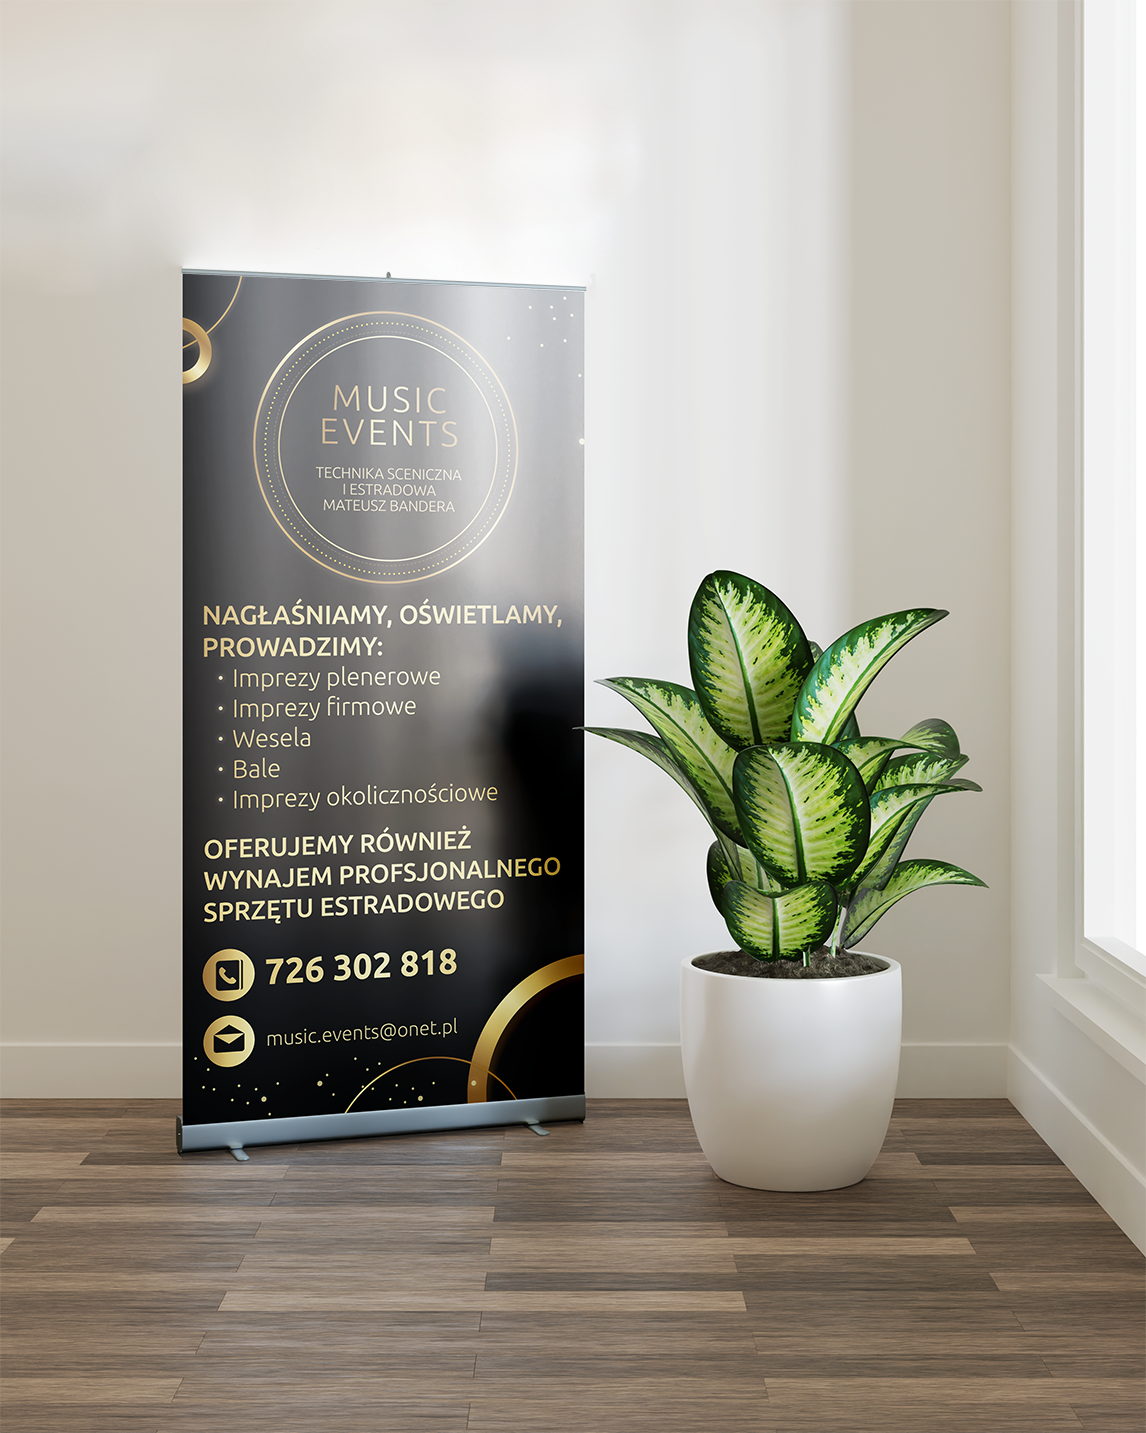 MUSIC
EVENTS
TECHNIKA SCENICZNA
I ESTRADOWA
MATEUSZ BANDERA
NAGŁAŚNIAMY, OŚWIETLAMY,
PROWADZIMY:
• Imprezy plenerowe
• Imprezy firmowe
• Wesela
• Bale
• Imprezy okolicznościowe
OFERUJEMY RÓWNIEŻ
WYNAJEM PROFSJONALNEGO
SPRZĘTU ESTRADOWEGO
726 302 818
music.events@onet.pl